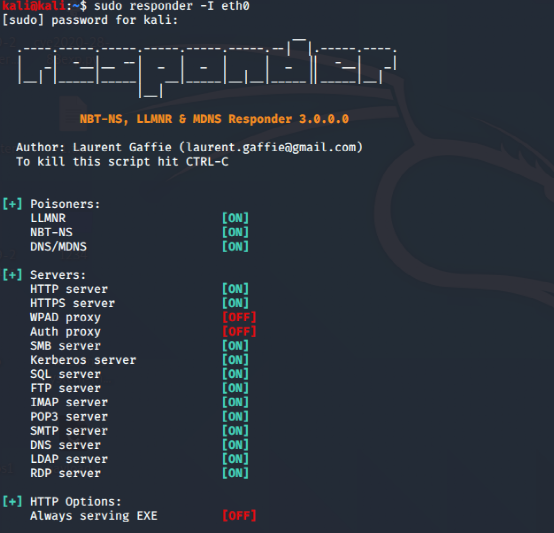 kali@kali:~$ sudo responder -I eth0
[sudo] password for kali:
NBT-NS, LLMNR & MDNS Responder 3.0.0.0
Author: Laurent Gaffie (laurent.gaffie@gmail.com)
To kill this script hit CTRL-C
[+] Poisoners:
LLMNR [ON]
NBT-NS [ON]
DNS/MDNS [ON]
[+] Servers:
HTTP server [ON]
HTTPS server [ON]
WPAD proxy [OFF]
Auth proxy [OFF]
SMB server [ON]
Kerberos server [ON]
SQL server [ON]
FTP server [ON]
IMAP server [ON]
POP3 server [ON]
SMTP server [ON]
DNS server [ON]
LDAP server [ON]
RDP server [ON]
[+] HTTP Options:
Always serving EXE [OFF]